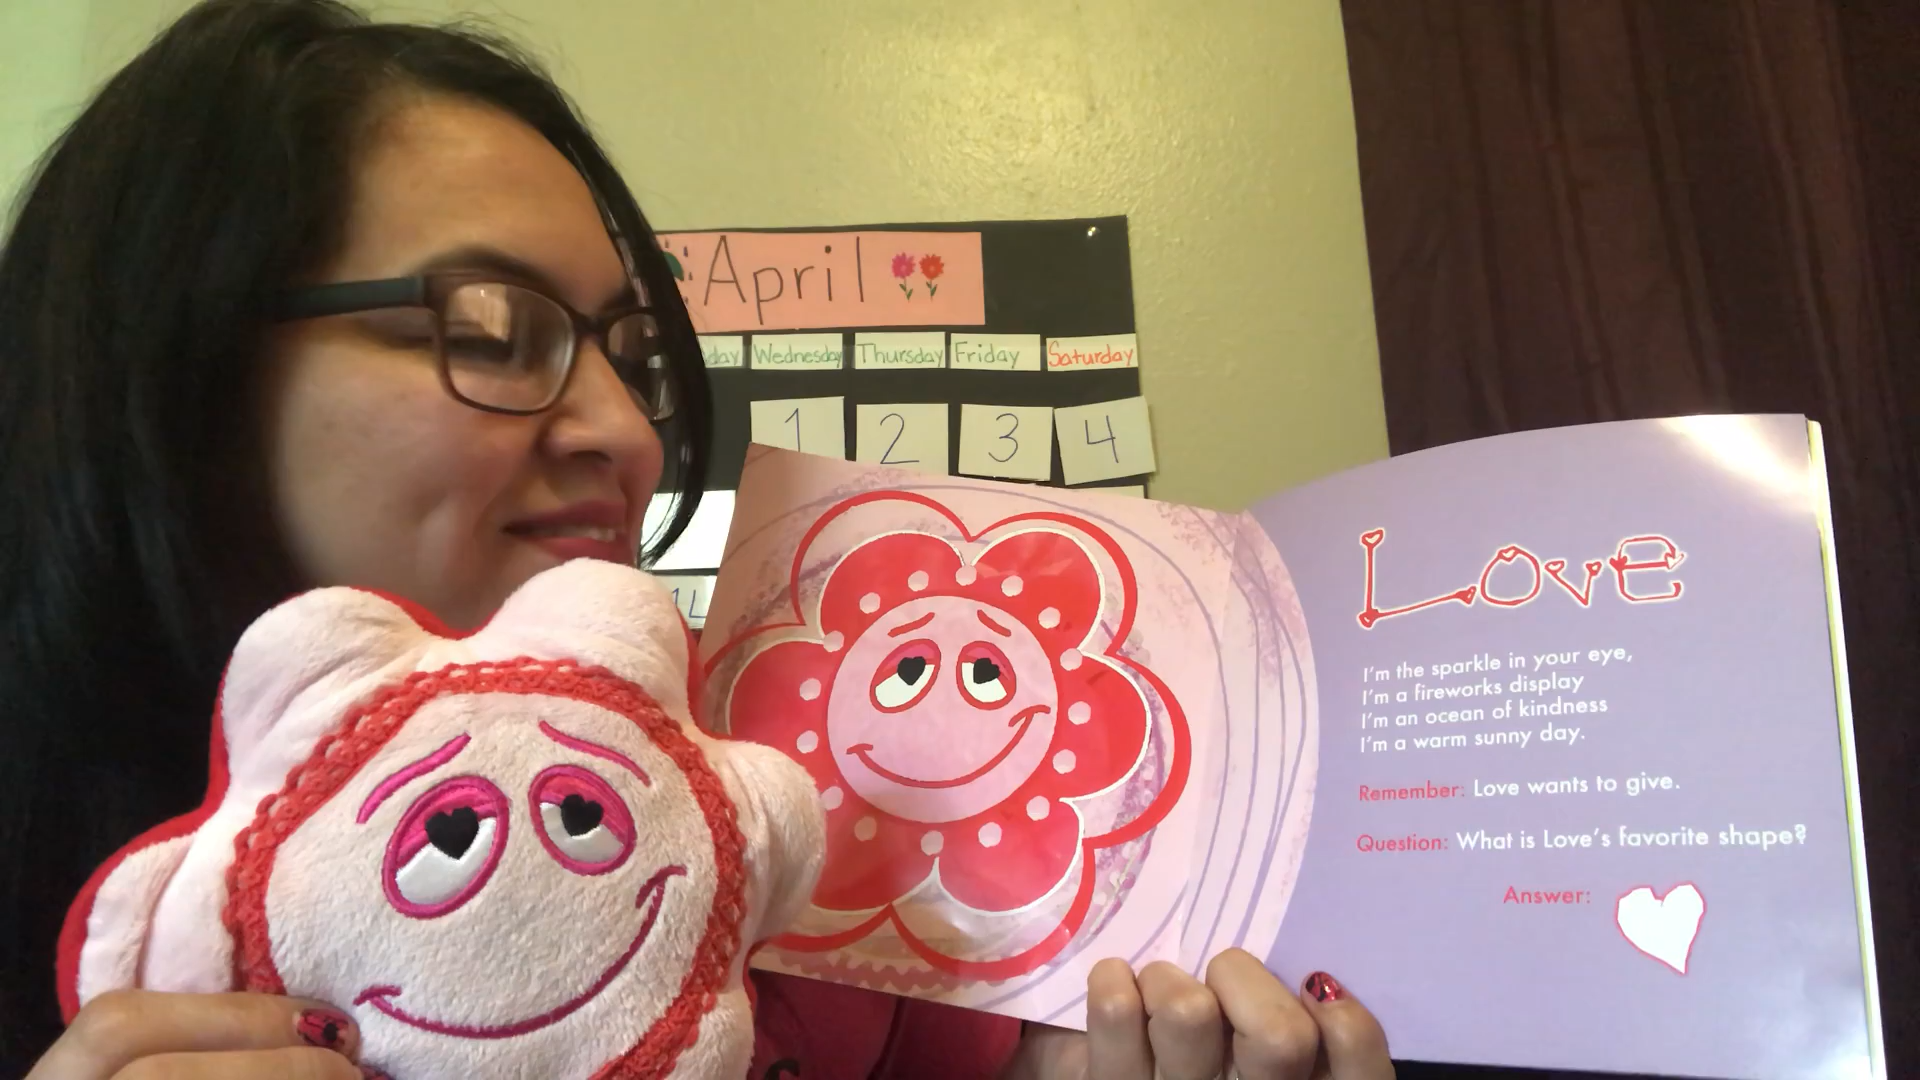 April
Wednesday Thursday Friday Saturday
1 2 3 4
Love
I'm the sparkle in your eye,
I'm a fireworks display
I'm an ocean of kindness
I'm a warm sunny day.
Remember: Love wants to give.
Question: What is Love's favorite shape?
Answer: